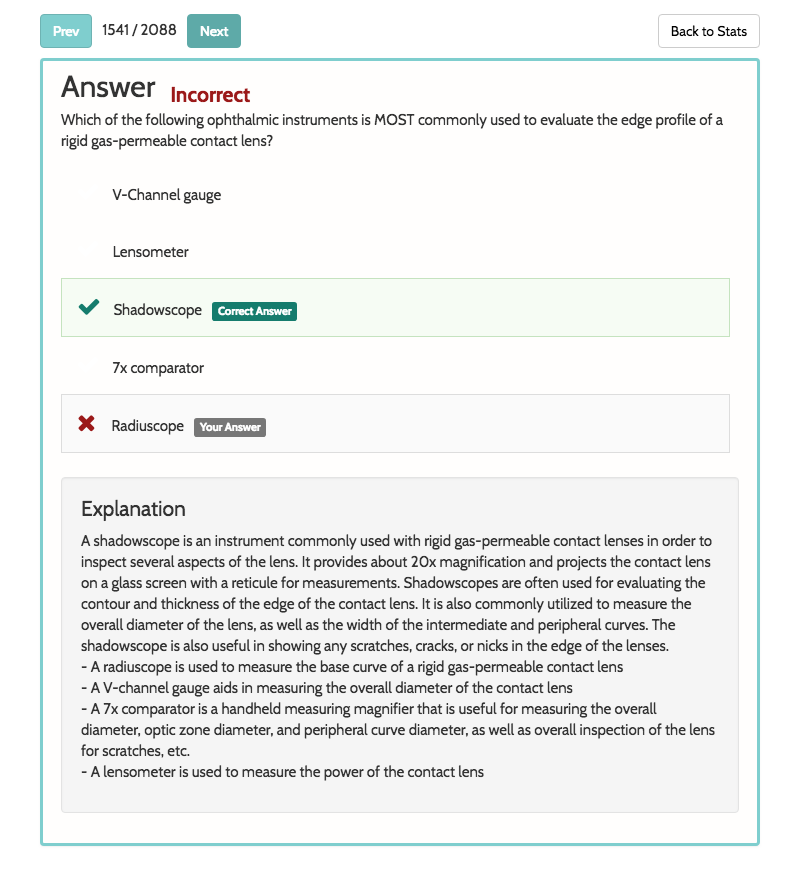 Prev 1541 / 2088 Next Back to Stats
Answer Incorrect
Which of the following ophthalmic instruments is MOST commonly used to evaluate the edge profile of a
rigid gas-permeable contact lens?
V-Channel gauge
Lensometer
Shadowscope Correct Answer
7x comparator
Radiuscope Your Answer
Explanation
A shadowscope is an instrument commonly used with rigid gas-permeable contact lenses in order to
inspect several aspects of the lens. It provides about 20x magnification and projects the contact lens
on a glass screen with a reticule for measurements. Shadowscopes are often used for evaluating the
contour and thickness of the edge of the contact lens. It is also commonly utilized to measure the
overall diameter of the lens, as well as the width of the intermediate and peripheral curves. The
shadowscope is also useful in showing any scratches, cracks, or nicks in the edge of the lenses.
- A radiuscope is used to measure the base curve of a rigid gas-permeable contact lens
- A V-channel gauge aids in measuring the overall diameter of the contact lens
- A 7x comparator is a handheld measuring magnifier that is useful for measuring the overall
diameter, optic zone diameter, and peripheral curve diameter, as well as overall inspection of the lens
for scratches, etc.
- A lensometer is used to measure the power of the contact lens